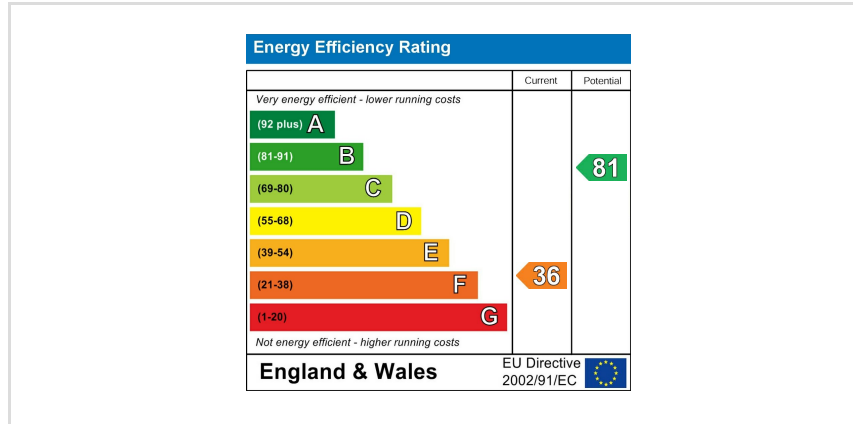 Energy Efficiency Rating
Current Potential
Very energy efficient - lower running costs
(92 plus) A
(81-91) B
81
(69-80) C
(55-68) D
(39-54) E
36
(21-38) F
(1-20) G
Not energy efficient - higher running costs
England & Wales
EU Directive
2002/91/EC